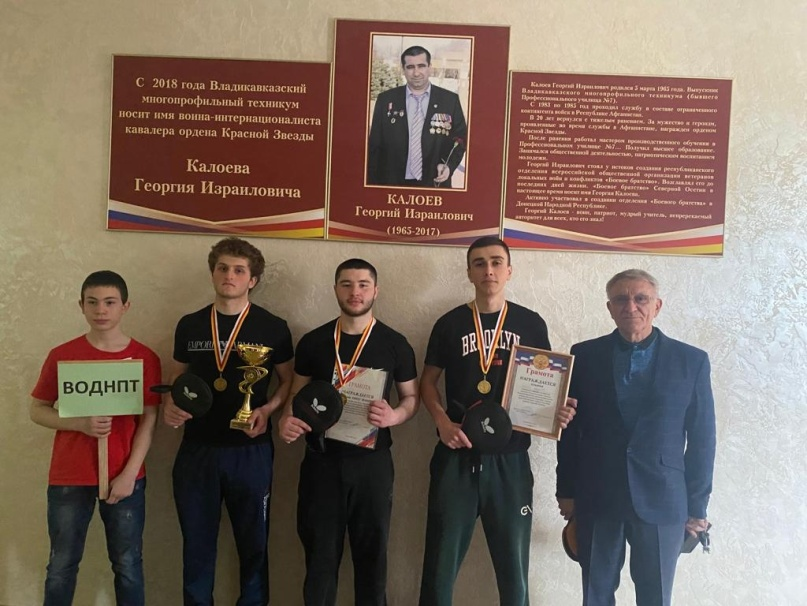 С 2018 года Владикавказский
многопрофильный техникум
носит имя воина-интернационалиста
кавалера ордена Красной Звезды
Калоева
Георгия Израиловича
КАЛОЕВ
Георгий Израилович
(1965-2017)
Калоев Георгий Израилович родился 5 марта 1965 года. Выпускник
Владикавказского многопрофильного техникума (бывшего
Профессионального училища №7).
С 1983 по 1985 год проходил службу в составе ограниченного
контингента войск в Республике Афганистан.
В 20 лет вернулся с тяжелым ранением. За мужество и героизм,
проявленные во время службы в Афганистане, награжден орденом
Красной Звезды.
После ранения работал мастером производственного обучения в
Профессиональном училище №7... Получил высшее образование.
Занимался общественной деятельностью, патриотическим воспитанием
молодежи.
Георгий Израилович стоял у истоков создания республиканского
отделения всероссийской общественной организации ветеранов
локальных войн и конфликтов «Боевое братство». Возглавлял его до
последних дней жизни. «Боевое братство» Северной Осетии в
настоящее время носит имя Георгия Калоева.
Активно участвовал в создании отделения «Боевого братства» в
Донецкой Народной Республике.
Георгий Калоев - воин, патриот, мудрый учитель, непререкаемый
авторитет для всех, кто его знал!
ВОДНПТ
EMPORIO ARMANI
ГРАМОТА
НАГРАЖДАЕТСЯ
BROOKLYN
Грамота
НАГРАЖДАЕТСЯ